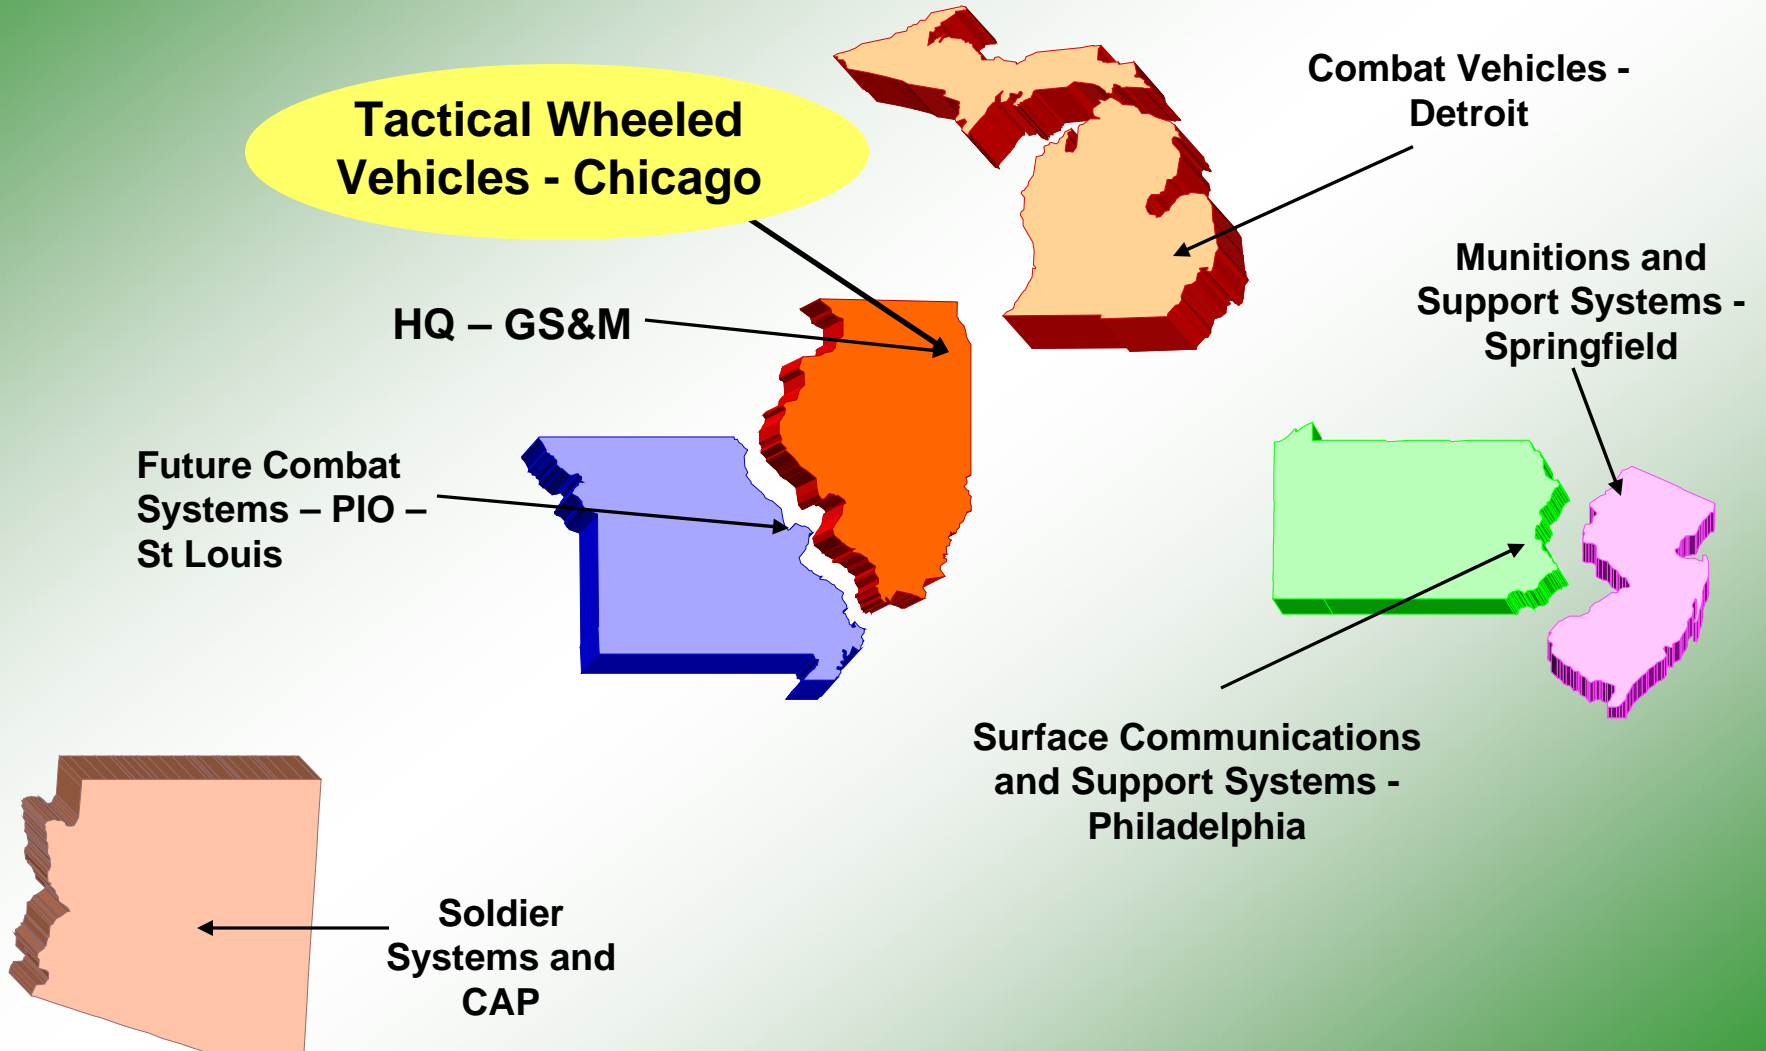 Tactical Wheeled
Vehicles - Chicago
Combat Vehicles -
Detroit
HQ – GS&M
Munitions and
Support Systems -
Springfield
Future Combat
Systems – PIO –
St Louis
Surface Communications
and Support Systems -
Philadelphia
Soldier
Systems and
CAP